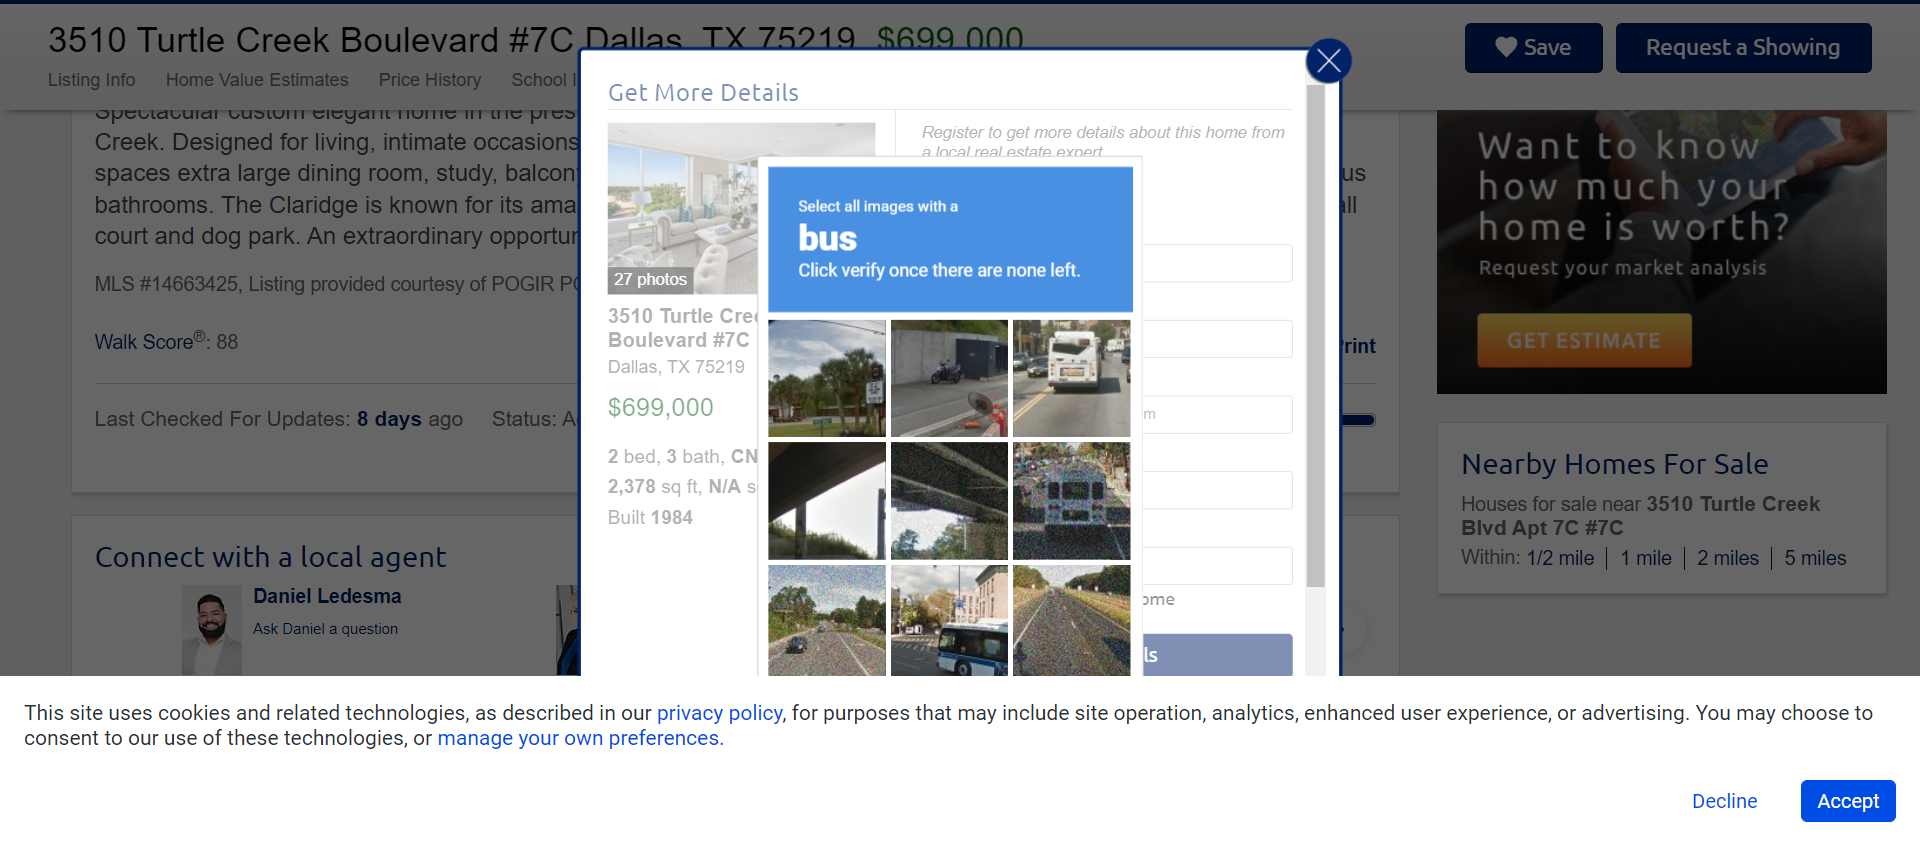 3510 Turtle Creek Boulevard #7C Dallas, TX 75219 $699,000
Save
Request a Showing
Listing Info Home Value Estimates Price History School
Get More Details
Spectacular custom elegant home in the
Creek. Designed for living, intimate occasions
spaces extra large dining room, study,
bathrooms. The Claridge is known for its
court and dog park. An extraordinary
MLS #14663425, Listing provided courtesy of POGIR
Walk Score®: 88
Print
Last Checked For Updates: 8 days ago Status:
Register to get more details about this home from
a local real estate expert
27 photos
3510 Turtle
Boulevard #7C
Dallas, TX 75219
$699,000
2 bed, 3 bath,
2,378 sq ft, N/A
Built 1984
Select all images with a
bus
Click verify once there are none left.
Want to know
how much your
home is worth?
Request your market analysis
GET ESTIMATE
Nearby Homes For Sale
Houses for sale near 3510 Turtle Creek
Blvd Apt 7C #7C
Within: 1/2 mile | 1 mile | 2 miles | 5 miles
Connect with a local agent
Daniel Ledesma
Ask Daniel a question
This site uses cookies and related technologies, as described in our privacy policy, for purposes that may include site operation, analytics, enhanced user experience, or advertising. You may choose to
consent to our use of these technologies, or manage your own preferences.
Decline
Accept